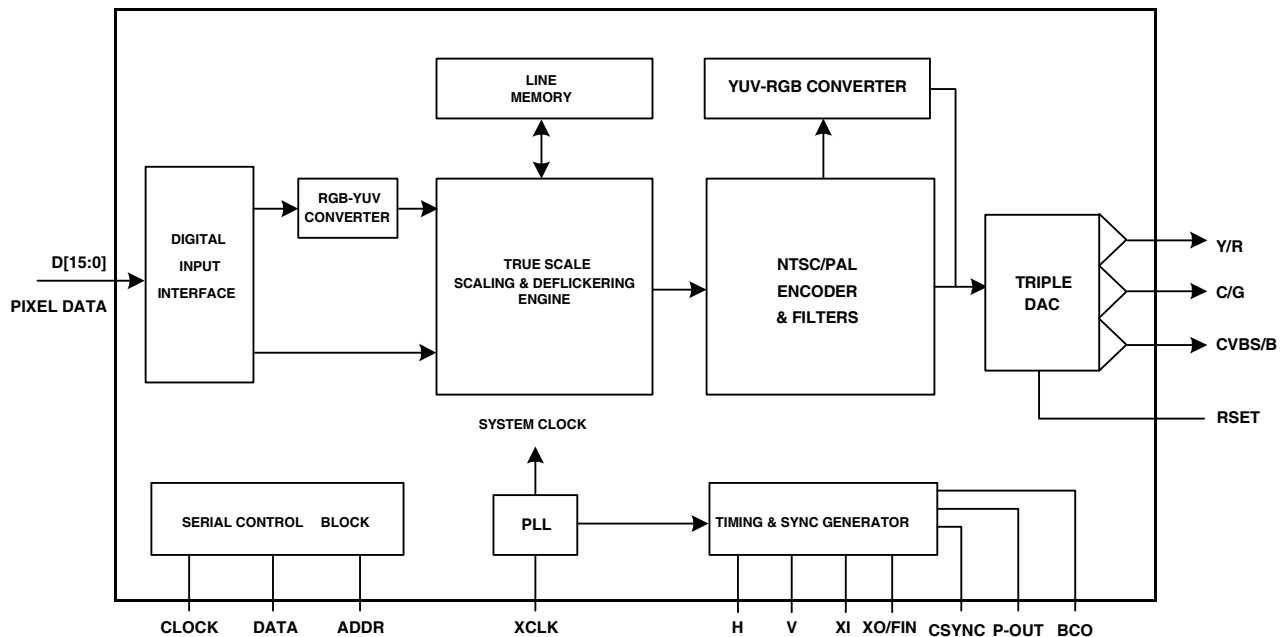 LINE
MEMORY
YUV-RGB CONVERTER
RGB-YUV
CONVERTER
DIGITAL
INPUT
INTERFACE
D[15:0]
PIXEL DATA
TRUE SCALE
SCALING & DEFLICKERING
ENGINE
NTSC/PAL
ENCODER
& FILTERS
TRIPLE
DAC
Y/R
C/G
CVBS/B
RSET
SYSTEM CLOCK
SERIAL CONTROL BLOCK
PLL
TIMING & SYNC GENERATOR
CLOCK
DATA
ADDR
XCLK
H
V
XI
XO/FIN
CSYNC
P-OUT
BCO